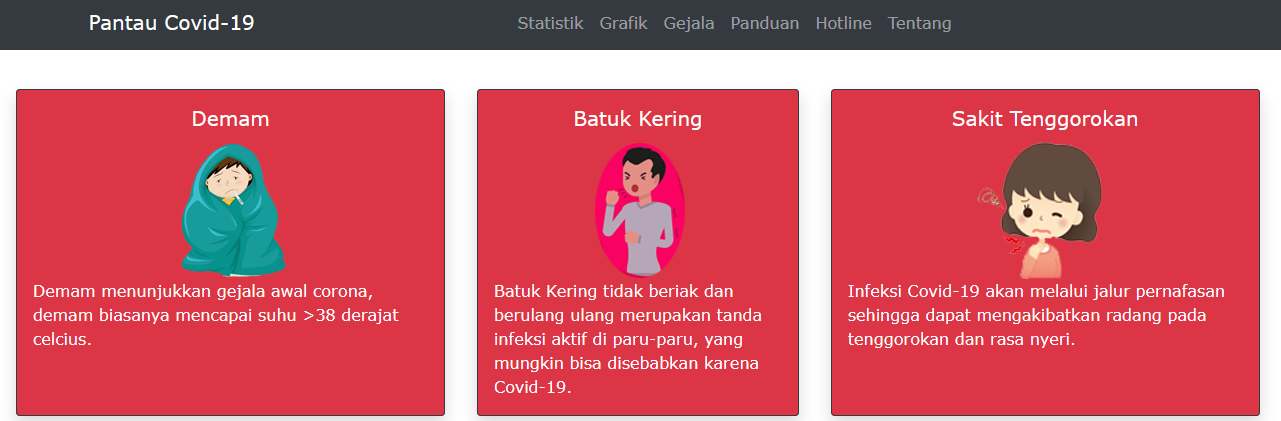 Pantau Covid-19
Statistik Grafik Gejala Panduan Hotline Tentang
Demam
Demam menunjukkan gejala awal corona,
demam biasanya mencapai suhu >38 derajat
celcius.
Batuk Kering
Batuk Kering tidak beriak dan
berulang ulang merupakan tanda
infeksi aktif di paru-paru, yang
mungkin bisa disebabkan karena
Covid-19.
Sakit Tenggorokan
Infeksi Covid-19 akan melalui jalur pernafasan
sehingga dapat mengakibatkan radang pada
tenggorokan dan rasa nyeri.